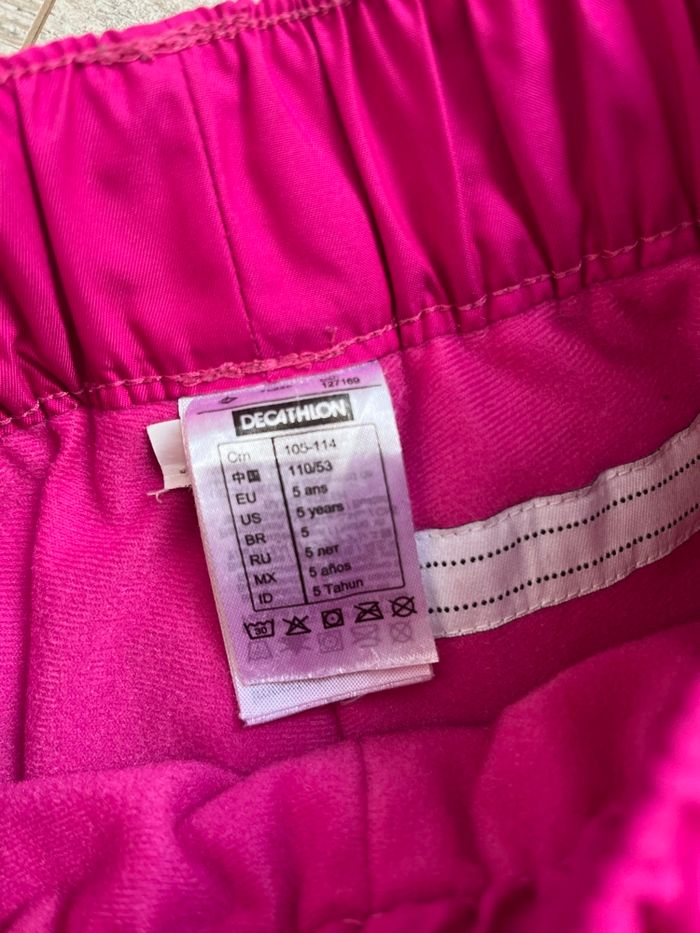 127169
DECATHLON
Cm 105-114
中国 110/53
EU 5 ans
US 5 years
BR 5
RU 5 лет
MX 5 años
ID 5 Tahun
30